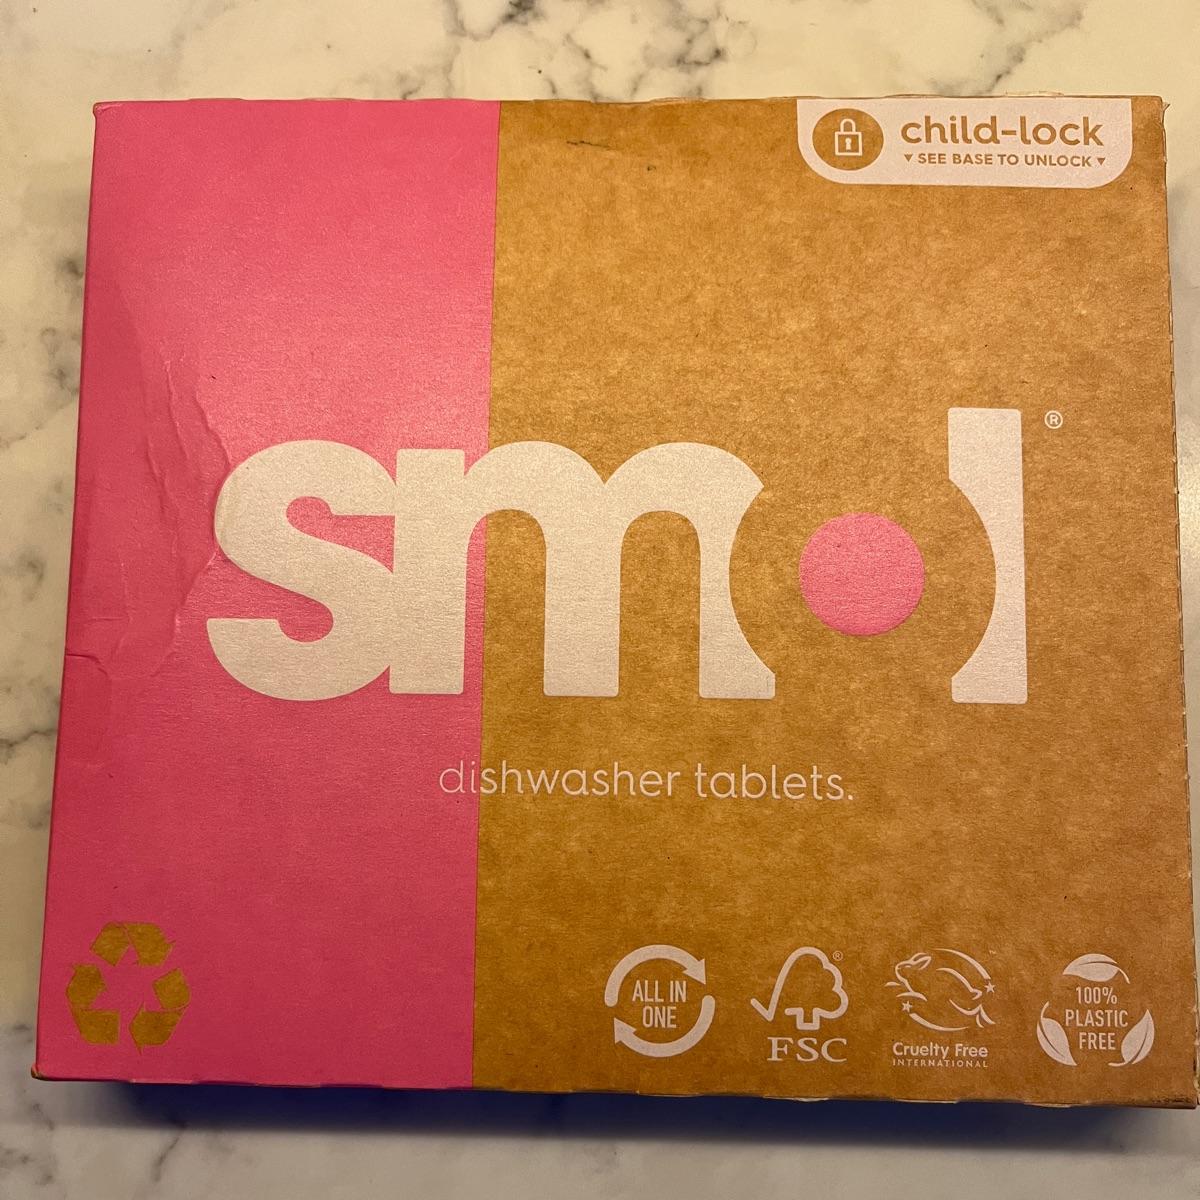 child-lock
▼ SEE BASE TO UNLOCK ▼
smol®
dishwasher tablets.
ALL IN
ONE
®
FSC
Cruelty Free
INTERNATIONAL
100%
PLASTIC
FREE